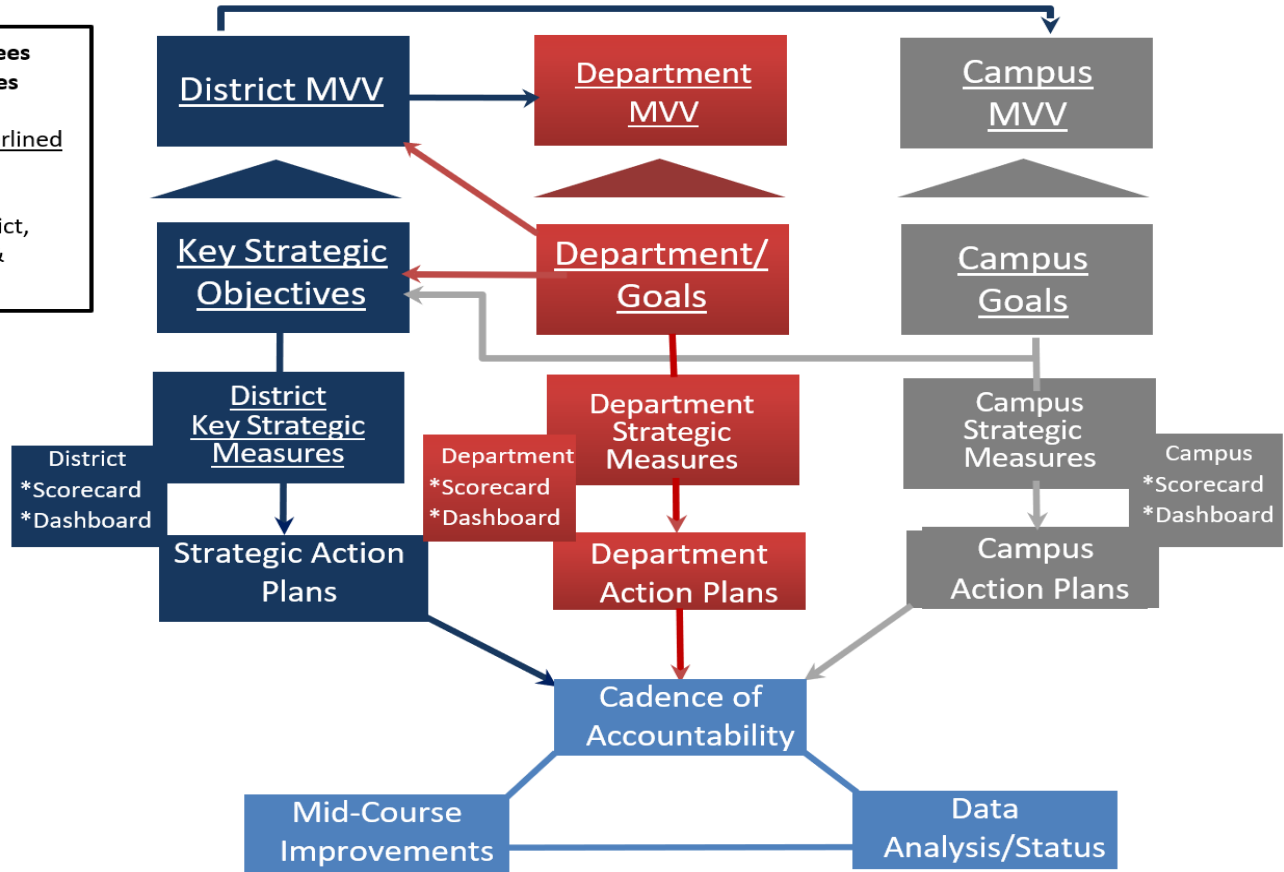 District MVV
Department
MVV
Campus
MVV
Key Strategic
Objectives
Department/
Goals
Campus
Goals
District
Key Strategic
Measures
Department
Strategic
Measures
Campus
Strategic
Measures
District
*Scorecard
*Dashboard
Department
*Scorecard
*Dashboard
Campus
*Scorecard
*Dashboard
Strategic Action
Plans
Department
Action Plans
Campus
Action Plans
Cadence of
Accountability
Mid-Course
Improvements
Data
Analysis/Status
&